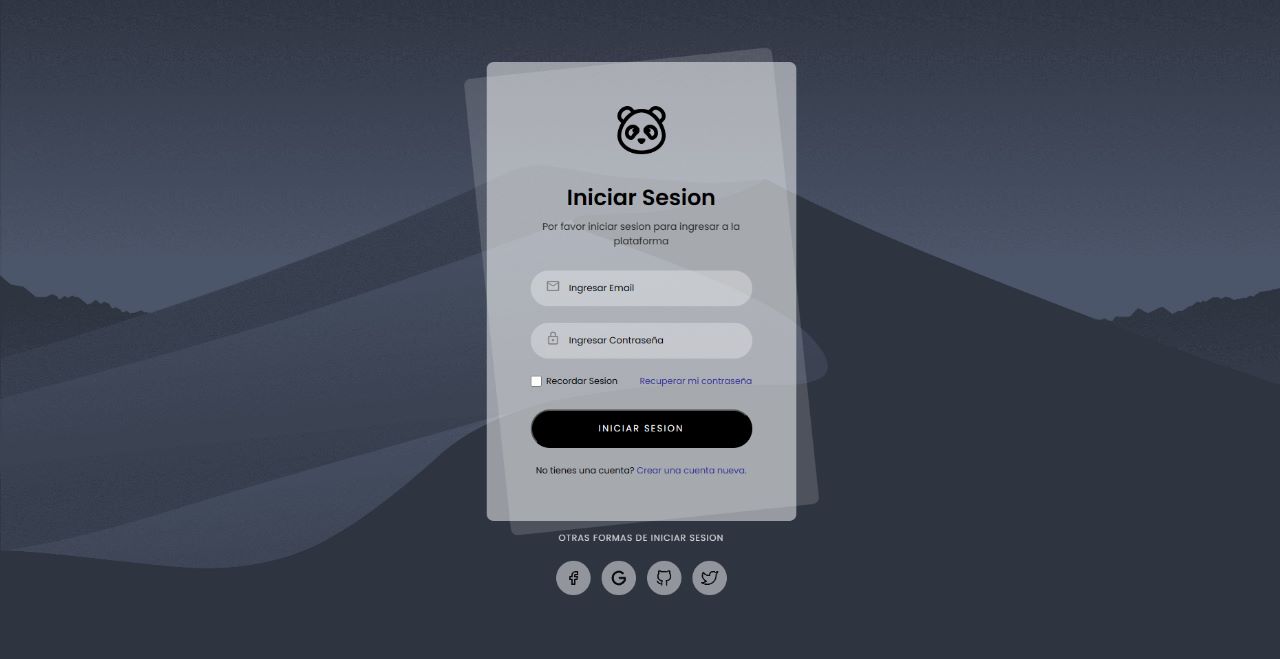 Iniciar Sesion
Por favor iniciar sesion para ingresar a la
plataforma
Ingresar Email
Ingresar Contraseña
Recordar Sesion Recuperar mi contraseña
INICIAR SESION
No tienes una cuenta? Crear una cuenta nueva.
OTRAS FORMAS DE INICIAR SESION